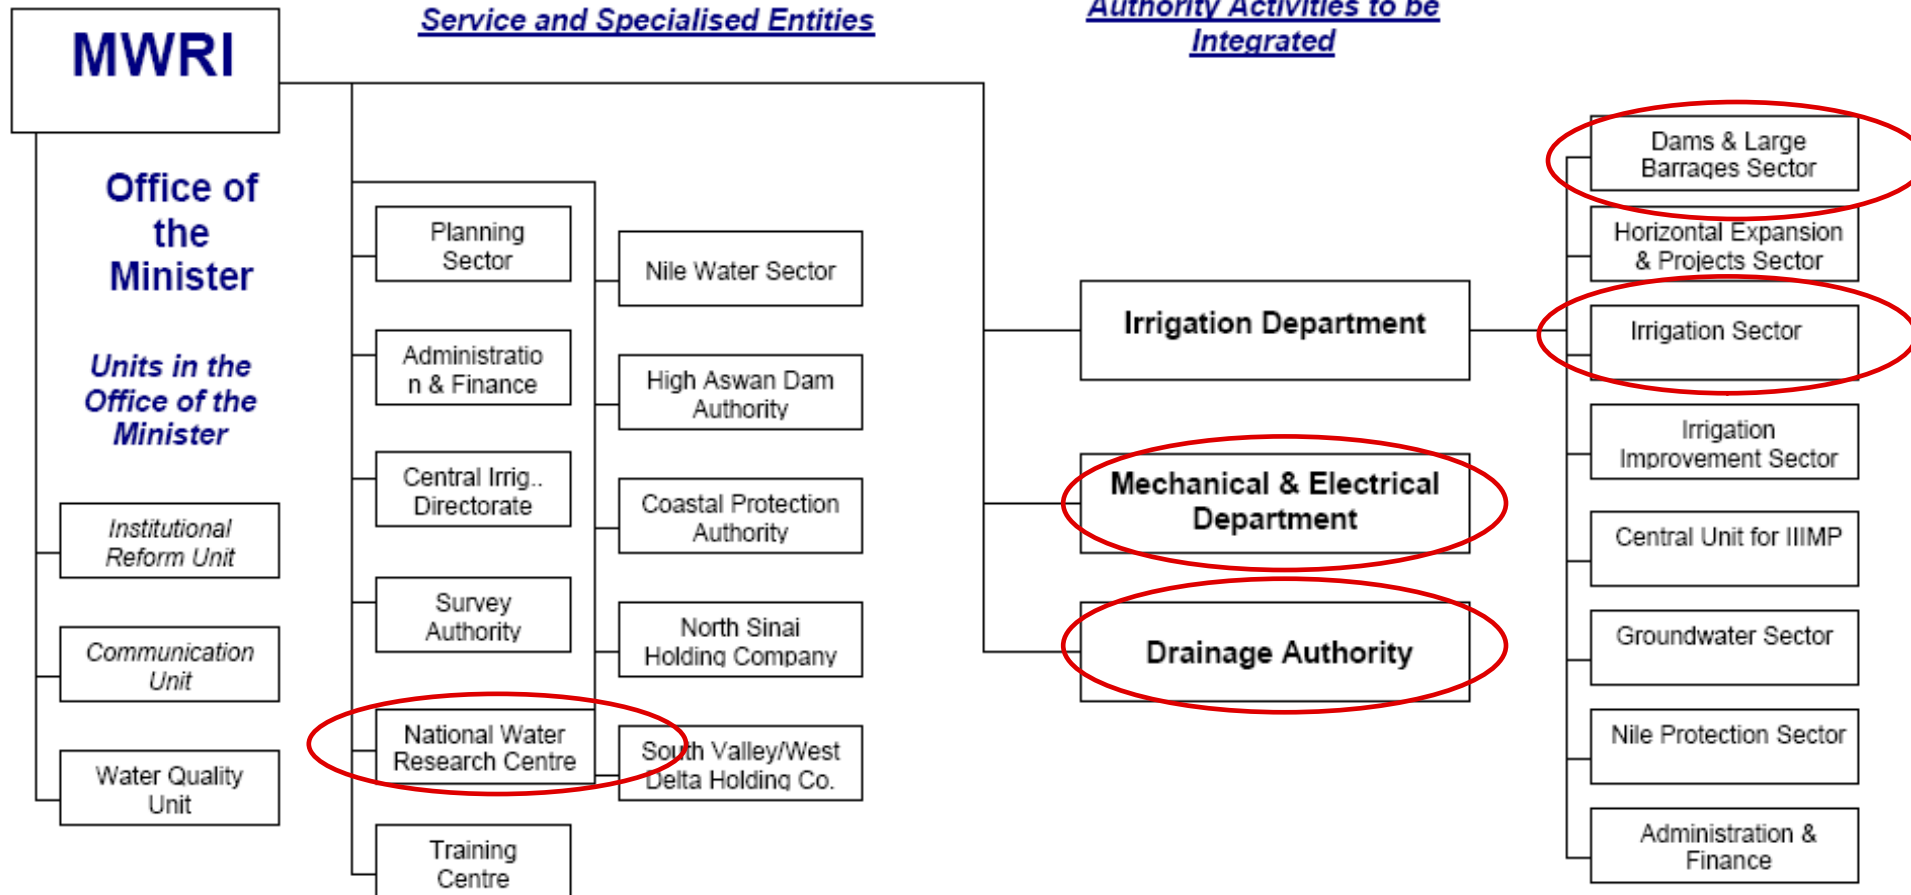 MWRI
Service and Specialised Entities
Authority Activities to be
Integrated
Office of
the
Minister
Units in the
Office of the
Minister
Institutional
Reform Unit
Communication
Unit
Water Quality
Unit
Planning
Sector
Administratio
n & Finance
Central Irrig..
Directorate
Survey
Authority
National Water
Research Centre
Training
Centre
Nile Water Sector
High Aswan Dam
Authority
Coastal Protection
Authority
North Sinai
Holding Company
South Valley/West
Delta Holding Co.
Irrigation Department
Mechanical & Electrical
Department
Drainage Authority
Dams & Large
Barrages Sector
Horizontal Expansion
& Projects Sector
Irrigation Sector
Irrigation
Improvement Sector
Central Unit for IIIMP
Groundwater Sector
Nile Protection Sector
Administration &
Finance